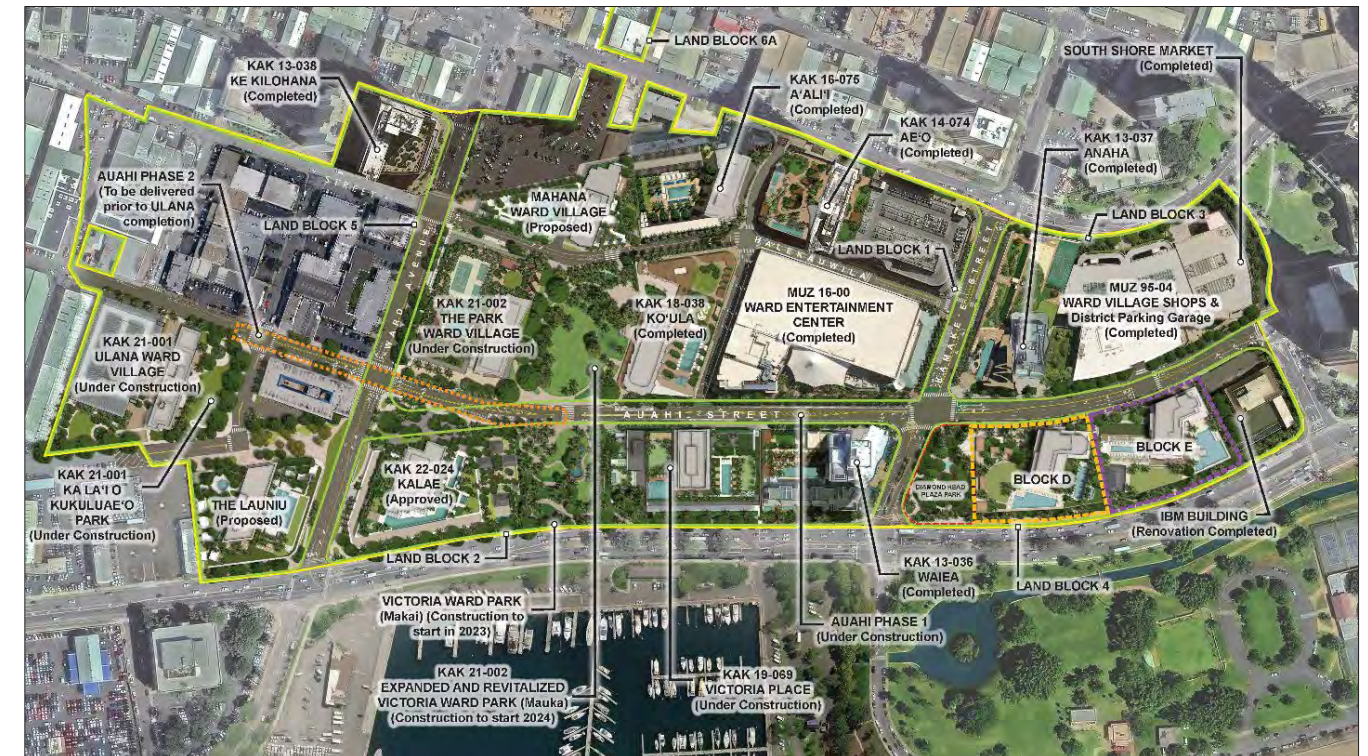 LAND BLOCK 6A
KAK 13-038
KE KILOHANA
(Completed)
KAK 16-075
A'ALI'I
(Completed)
SOUTH SHORE MARKET
(Completed)
KAK 14-074
AE'O
(Completed)
KAK 13-037
ANAHA
(Completed)
AUAHI PHASE 2
(To be delivered
prior to ULANA
completion)
LAND BLOCK 5
MAHANA
WARD VILLAGE
(Proposed)
LAND BLOCK 3
LAND BLOCK 1
HALEKAUWILA
WARD AVENUE
KAMAKEE STREET
KAK 21-002
THE PARK
WARD VILLAGE
(Under Construction)
KAK 18-038
KO'ULA
(Completed)
MUZ 16-00
WARD ENTERTAINMENT
CENTER
(Completed)
MUZ 95-04
WARD VILLAGE SHOPS &
District Parking Garage
(Completed)
KAK 21-001
ULANA WARD
VILLAGE
(Under Construction)
AUAHI STREET
BLOCK E
BLOCK D
KAK 21-001
KA LA'I O
KUKULUAE'O
PARK
(Under Construction)
THE LAUNIU
(Proposed)
KAK 22-024
KALAE
(Approved)
DIAMOND HEAD
PLAZA PARK
IBM BUILDING
(Renovation Completed)
LAND BLOCK 2
KAK 13-036
WAIEA
(Completed)
LAND BLOCK 4
VICTORIA WARD PARK
(Makai) (Construction to
start in 2023)
AUAHI PHASE 1
(Under Construction)
KAK 21-002
EXPANDED AND REVITALIZED
VICTORIA WARD PARK (Mauka)
(Construction to start 2024)
KAK 19-069
VICTORIA PLACE
(Under Construction)